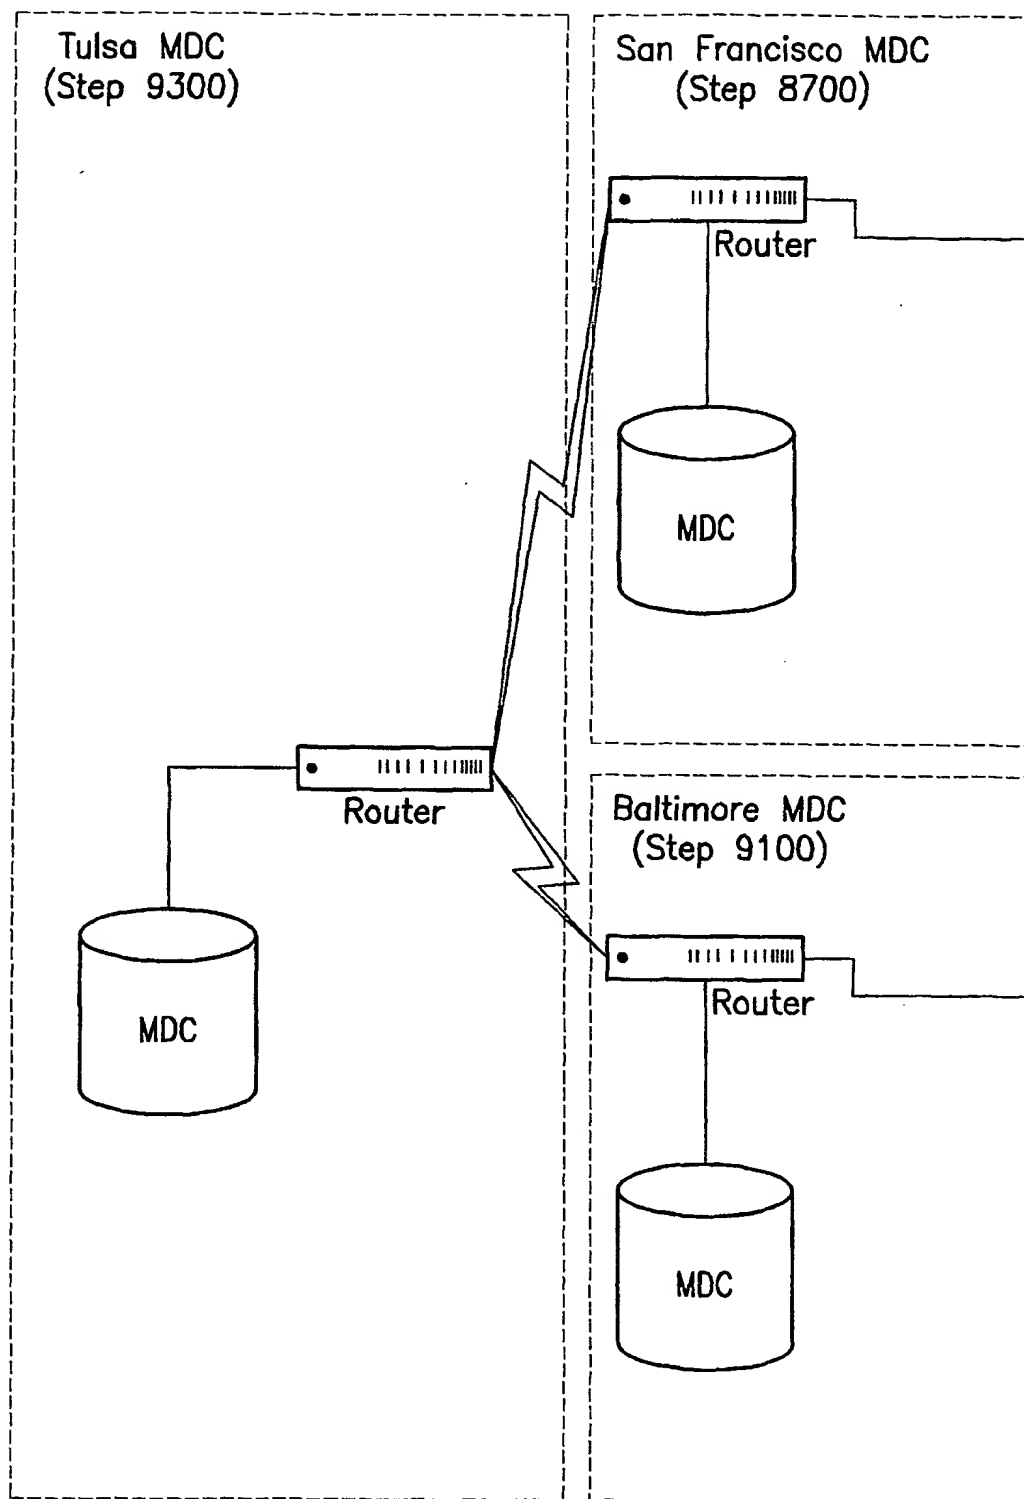 Tulsa MDC
(Step 9300)
San Francisco MDC
(Step 8700)
Router
MDC
Router
MDC
Baltimore MDC
(Step 9100)
Router
MDC